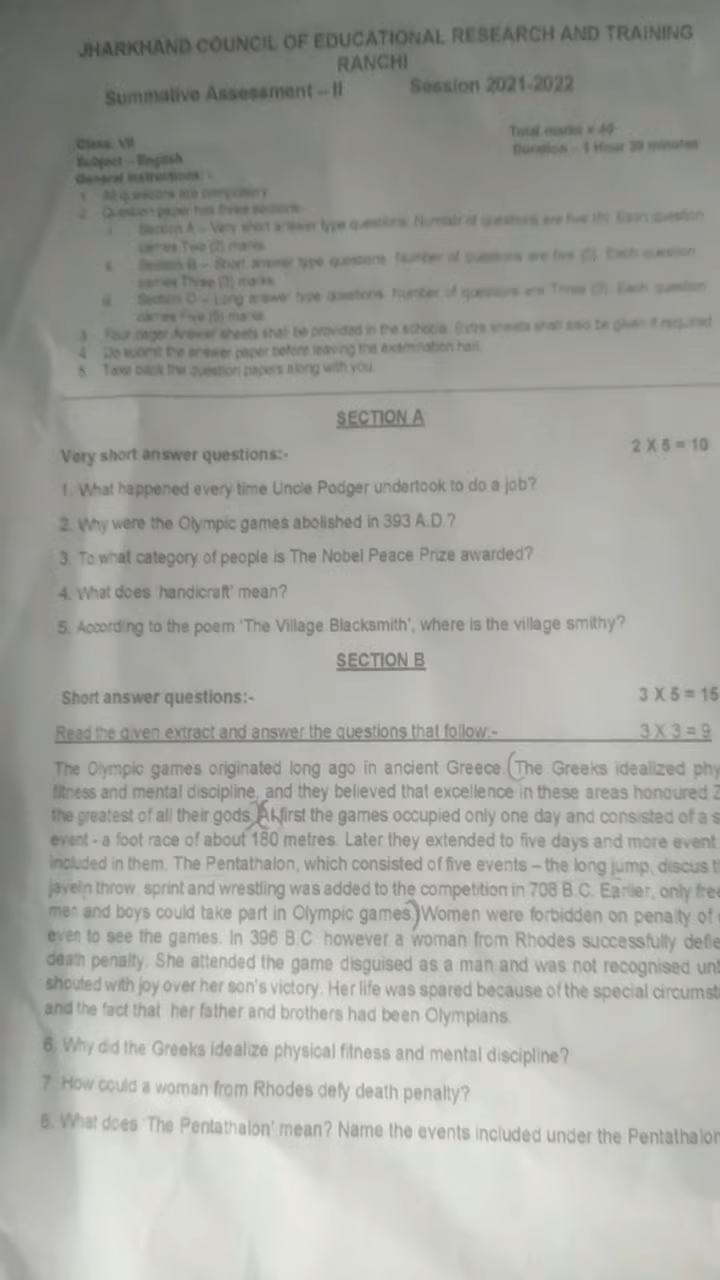 JHARKHAND COUNCIL OF EDUCATIONAL RESEARCH AND TRAINING
RANCHI
Summative Assessment – II Session 2021-2022
Class: VII
Total marks = 40
Subject – English
Duration – 1 Hour 30 minutes
General Instructions: -
1. All questions are compulsory.
2. Question paper has three sections.
i. Section A – Very short answer type questions. Number of questions are five (5). Each question
carries Two (2) marks.
ii. Section B – Short answer type questions. Number of questions are five (5). Each question
carries Three (3) marks.
iii. Section C – Long answer type questions. Number of questions are Three (3). Each question
carries Five (5) marks.
3. Four pager Answer sheets shall be provided in the schools. Extra sheets shall also be given if required.
4. Do submit the answer paper before leaving the examination hall.
5. Take back the question papers along with you.
SECTION A
Very short answer questions:- 2 X 5 = 10
1. What happened every time Uncle Podger undertook to do a job?
2. Why were the Olympic games abolished in 393 A.D.?
3. To what category of people is The Nobel Peace Prize awarded?
4. What does 'handicraft' mean?
5. According to the poem 'The Village Blacksmith', where is the village smithy?
SECTION B
Short answer questions:- 3 X 5 = 15
Read the given extract and answer the questions that follow:- 3 X 3 = 9
The Olympic games originated long ago in ancient Greece. The Greeks idealized phy
fitness and mental discipline, and they believed that excellence in these areas honoured Z
the greatest of all their gods. At first the games occupied only one day and consisted of a s
event - a foot race of about 180 metres. Later they extended to five days and more event
included in them. The Pentathalon, which consisted of five events – the long jump, discus t
javeln throw, sprint and wrestling was added to the competition in 708 B.C. Earlier, only free
men and boys could take part in Olympic games. Women were forbidden on penalty of
even to see the games. In 396 B.C. however a woman from Rhodes successfully defie
death penalty. She attended the game disguised as a man and was not recognised unt
shouted with joy over her son's victory. Her life was spared because of the special circumst
and the fact that her father and brothers had been Olympians.
6. Why did the Greeks idealize physical fitness and mental discipline?
7. How could a woman from Rhodes defy death penalty?
8. What does 'The Pentathalon' mean? Name the events included under the Pentathalon